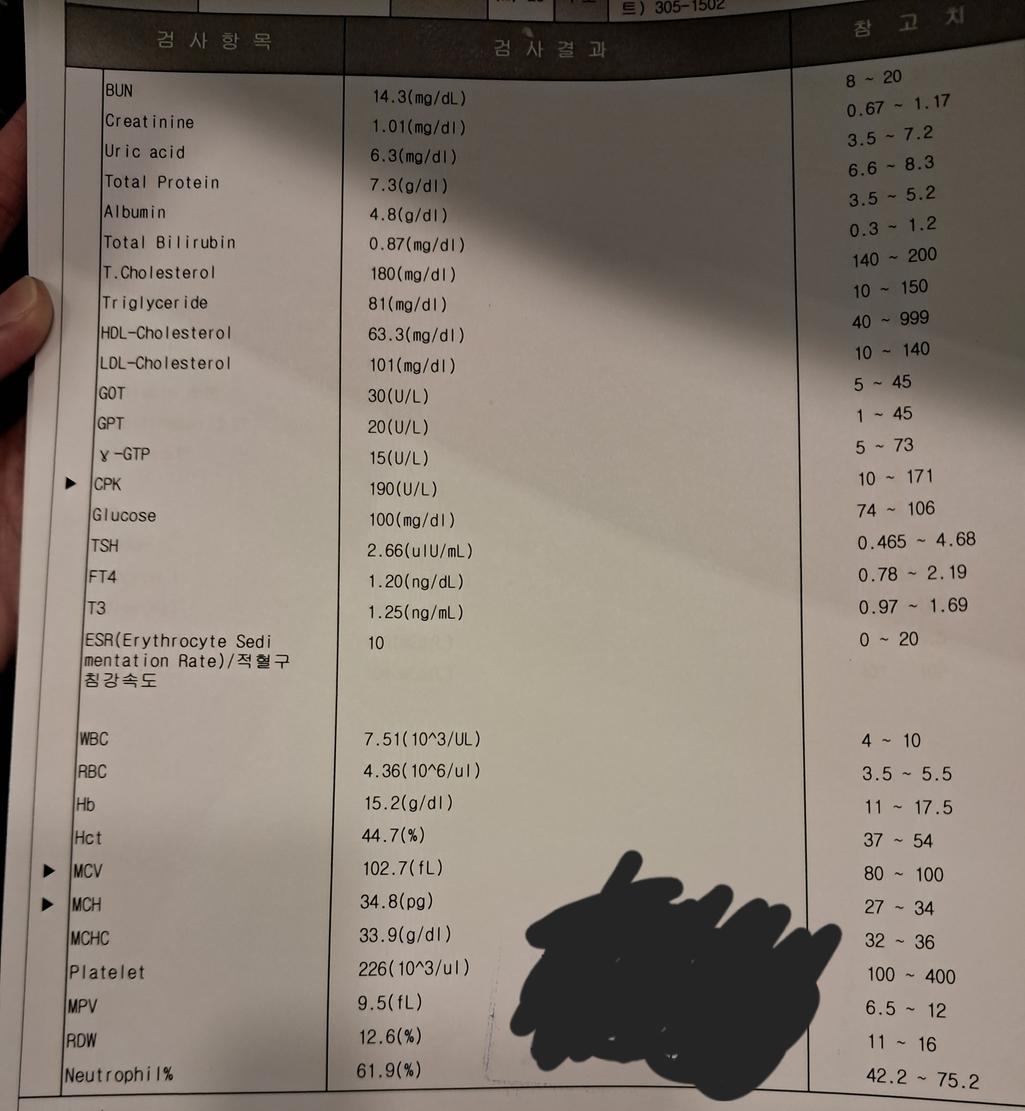 트) 305-1502
검 사 항 목 검 사 결 과 참 고 치
BUN 14.3(mg/dL) 8 ~ 20
Creatinine 1.01(mg/dl) 0.67 ~ 1.17
Uric acid 6.3(mg/dl) 3.5 ~ 7.2
Total Protein 7.3(g/dl) 6.6 ~ 8.3
Albumin 4.8(g/dl) 3.5 ~ 5.2
Total Bilirubin 0.87(mg/dl) 0.3 ~ 1.2
T.Cholesterol 180(mg/dl) 140 ~ 200
Triglyceride 81(mg/dl) 10 ~ 150
HDL-Cholesterol 63.3(mg/dl) 40 ~ 999
LDL-Cholesterol 101(mg/dl) 10 ~ 140
GOT 30(U/L) 5 ~ 45
GPT 20(U/L) 1 ~ 45
γ-GTP 15(U/L) 5 ~ 73
▶ CPK 190(U/L) 10 ~ 171
Glucose 100(mg/dl) 74 ~ 106
TSH 2.66(uIU/mL) 0.465 ~ 4.68
FT4 1.20(ng/dL) 0.78 ~ 2.19
T3 1.25(ng/mL) 0.97 ~ 1.69
ESR(Erythrocyte Sedi 10 0 ~ 20
mentation Rate)/적혈구
침강속도
WBC 7.51(10^3/UL) 4 ~ 10
RBC 4.36(10^6/ul) 3.5 ~ 5.5
Hb 15.2(g/dl) 11 ~ 17.5
Hct 44.7(%) 37 ~ 54
▶ MCV 102.7(fL) 80 ~ 100
▶ MCH 34.8(pg) 27 ~ 34
MCHC 33.9(g/dl) 32 ~ 36
Platelet 226(10^3/ul) 100 ~ 400
MPV 9.5(fL) 6.5 ~ 12
RDW 12.6(%) 11 ~ 16
Neutrophil% 61.9(%) 42.2 ~ 75.2